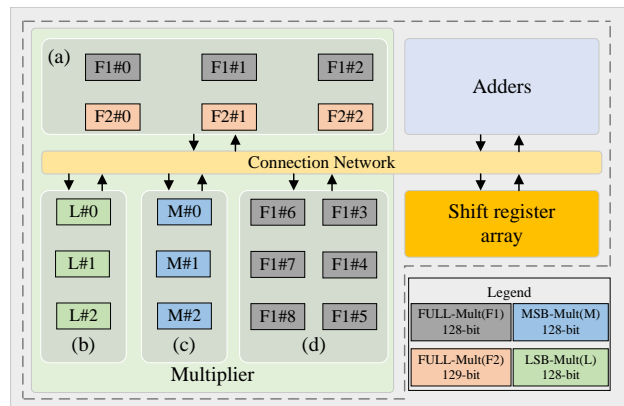 (a)
F1#0 F1#1 F1#2
F2#0 F2#1 F2#2
Adders
Connection Network
L#0
L#1
L#2
(b)
M#0
M#1
M#2
(c)
F1#6 F1#3
F1#7 F1#4
F1#8 F1#5
(d)
Multiplier
Shift register
array
Legend
FULL-Mult(F1)
128-bit
MSB-Mult(M)
128-bit
FULL-Mult(F2)
129-bit
LSB-Mult(L)
128-bit